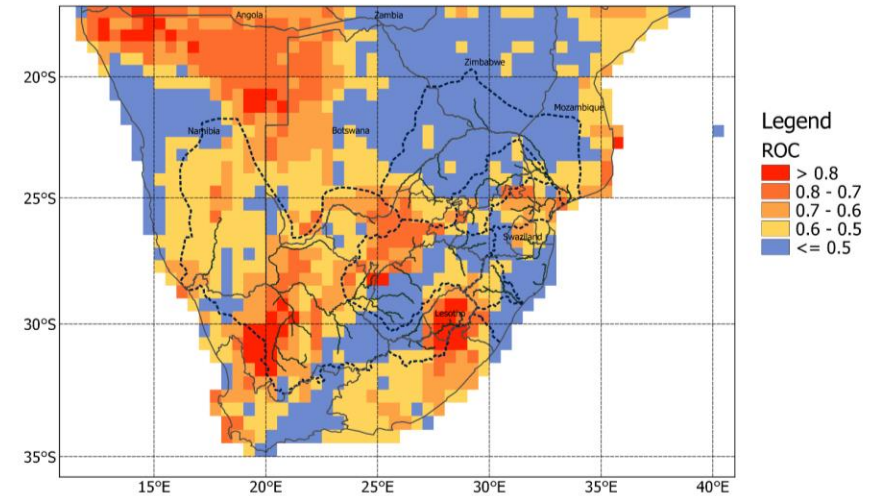 Angola
Zambia
20°S
Zimbabwe
Mozambique
Namibia
Botswana
25°S
Swaziland
Lesotho
30°S
35°S
15°E
20°E
25°E
30°E
35°E
40°E
Legend
ROC
> 0.8
0.8 - 0.7
0.7 - 0.6
0.6 - 0.5
<= 0.5